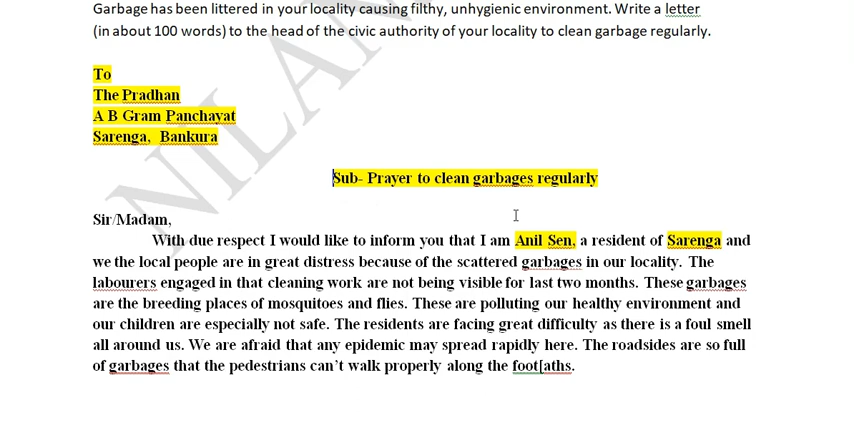 Garbage has been littered in your locality causing filthy, unhygienic environment. Write a letter
(in about 100 words) to the head of the civic authority of your locality to clean garbage regularly.
To
The Pradhan
A B Gram Panchayat
Sarenga, Bankura
Sub- Prayer to clean garbages regularly
Sir/Madam,
With due respect I would like to inform you that I am Anil Sen, a resident of Sarenga and
we the local people are in great distress because of the scattered garbages in our locality. The
labourers engaged in that cleaning work are not being visible for last two months. These garbages
are the breeding places of mosquitoes and flies. These are polluting our healthy environment and
our children are especially not safe. The residents are facing great difficulty as there is a foul smell
all around us. We are afraid that any epidemic may spread rapidly here. The roadsides are so full
of garbages that the pedestrians can't walk properly along the foot[aths.
NILAN